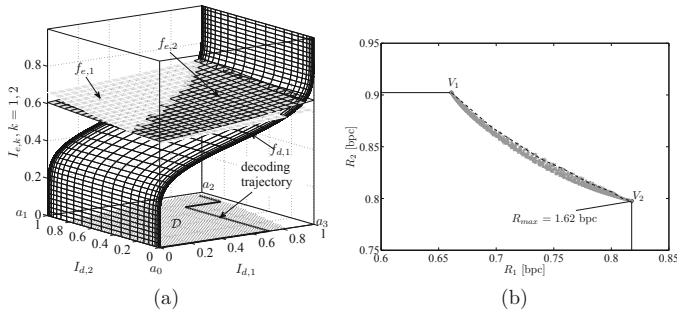 0.8
0.6
0.4
0.2
0
I_{e,k}, k = 1, 2
f_{e,1}
f_{e,2}
f_{d,1}
decoding
trajectory
D
a_0
a_1
a_2
a_3
1 0.8 0.6 0.4 0.2 0
I_{d,2}
0 0.2 0.4 0.6 0.8 1
I_{d,1}
(a)
0.95
0.9
0.85
0.8
0.75
R_2 [bpc]
V_1
V_2
R_{max} = 1.62 bpc
0.6 0.65 0.7 0.75 0.8 0.85
R_1 [bpc]
(b)